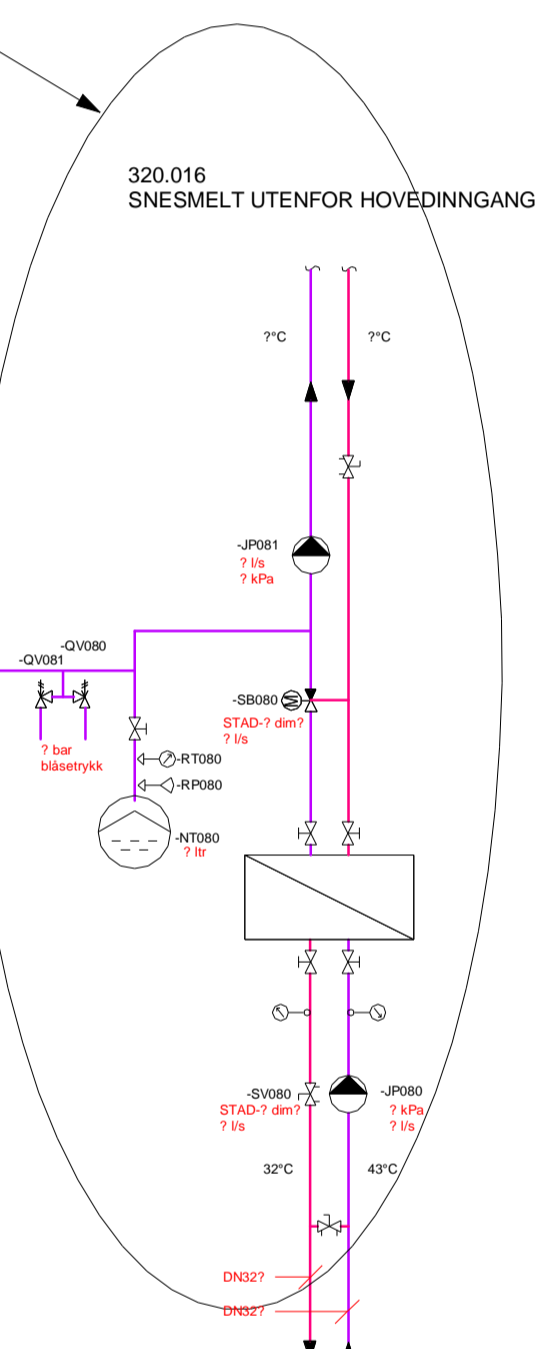 320.016
SNESMELT UTENFOR HOVEDINNGANG
?°C
?°C
-JP081
? l/s
? kPa
-QV080
-QV081
? bar
blåsetrykk
-SB080
STAD-? dim?
? l/s
-RT080
-RP080
-NT080
? ltr
-SV080
STAD-? dim?
? l/s
-JP080
? kPa
? l/s
32°C
43°C
DN32?
DN32?